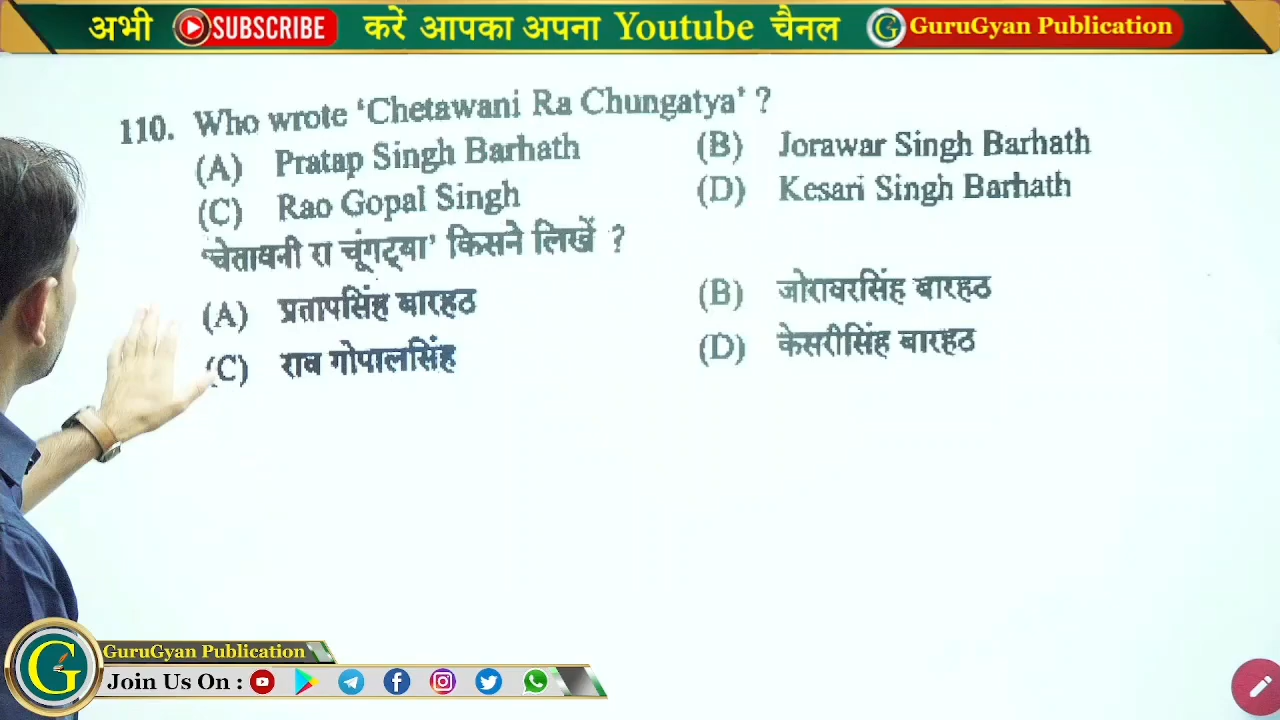 अभी SUBSCRIBE करें आपका अपना Youtube चैनल G GuruGyan Publication
110. Who wrote ‘Chetawani Ra Chungatya’ ?
(A) Pratap Singh Barhath (B) Jorawar Singh Barhath
(C) Rao Gopal Singh (D) Kesari Singh Barhath
‘चेतावनी रा चूंगट्या’ किसने लिखें ?
(A) प्रतापसिंह बारहठ (B) जोरावरसिंह बारहठ
(C) राव गोपालसिंह (D) केसरीसिंह बारहठ
G GuruGyan Publication
Join Us On :